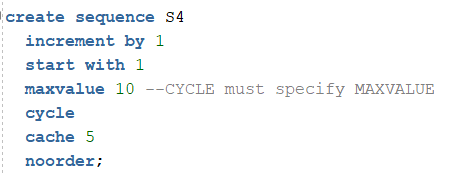 create sequence S4
increment by 1
start with 1
maxvalue 10 --CYCLE must specify MAXVALUE
cycle
cache 5
noorder;